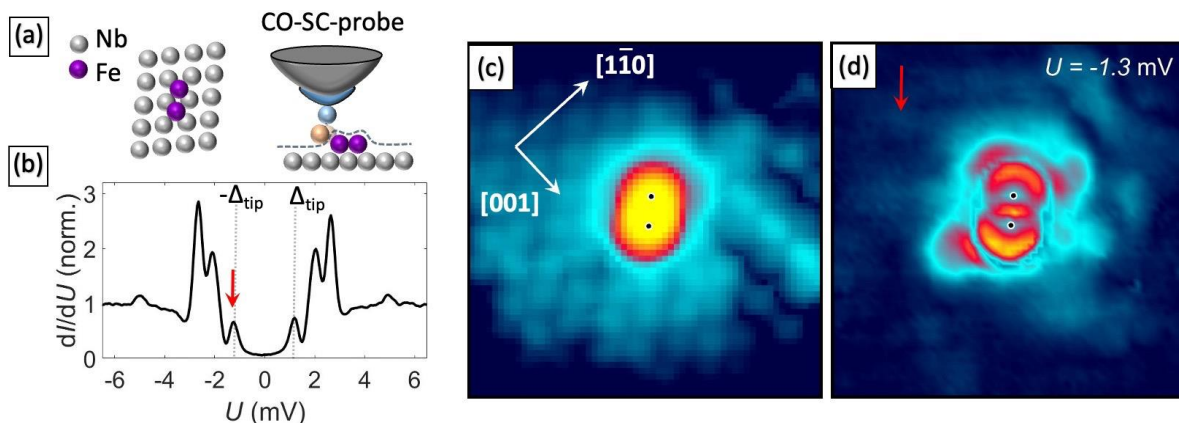 (a)
Nb
Fe
CO-SC-probe
(b)
3
2
1
0
dI/dU (norm.)
-Δtip
Δtip
-6
-4
-2
0
2
4
6
U (mV)
(c)
[11̅0]
[001]
(d)
U = -1.3 mV